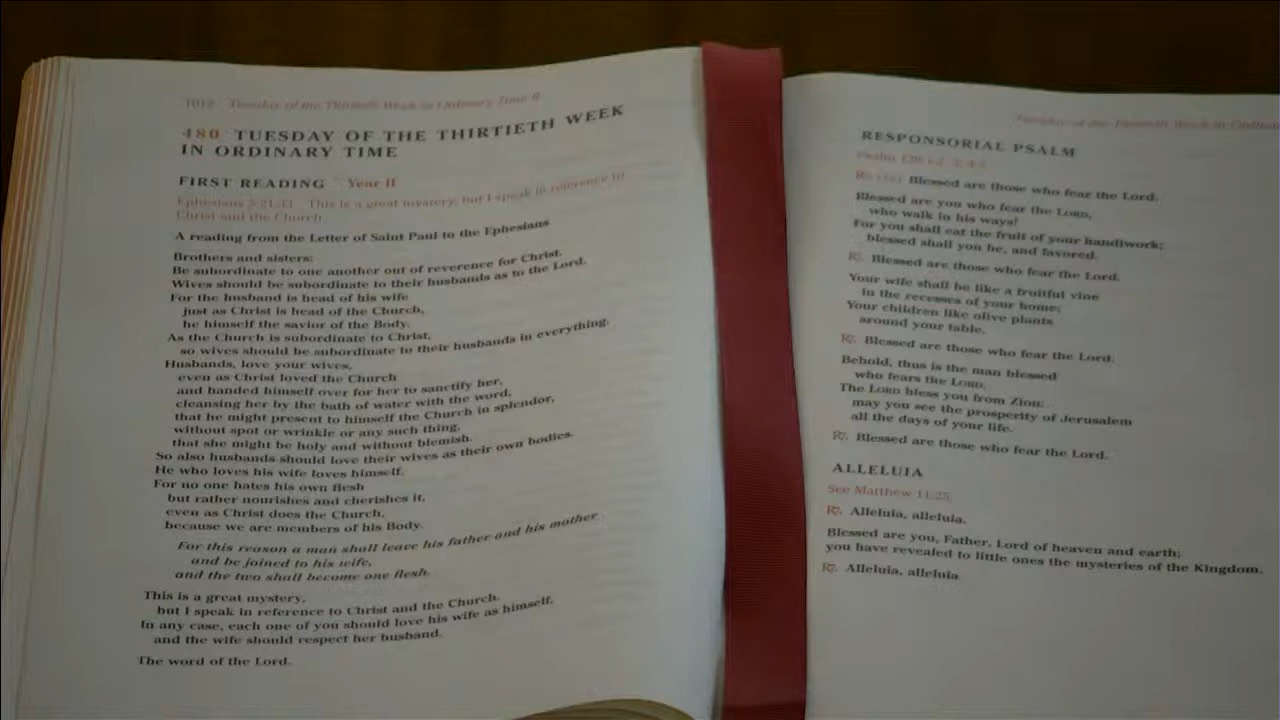 1012 Tuesday of the Thirtieth Week in Ordinary Time II
480 TUESDAY OF THE THIRTIETH WEEK
IN ORDINARY TIME
FIRST READING Year II
Ephesians 5:21-33 This is a great mystery, but I speak in reference to
Christ and the Church.
A reading from the Letter of Saint Paul to the Ephesians
Brothers and sisters:
Be subordinate to one another out of reverence for Christ.
Wives should be subordinate to their husbands as to the Lord.
For the husband is head of his wife
just as Christ is head of the Church,
he himself the savior of the Body.
As the Church is subordinate to Christ,
so wives should be subordinate to their husbands in everything.
Husbands, love your wives,
even as Christ loved the Church
and handed himself over for her to sanctify her,
cleansing her by the bath of water with the word,
that he might present to himself the Church in splendor,
without spot or wrinkle or any such thing,
that she might be holy and without blemish.
So also husbands should love their wives as their own bodies.
He who loves his wife loves himself.
For no one hates his own flesh
but rather nourishes and cherishes it,
even as Christ does the Church,
because we are members of his Body.
For this reason a man shall leave his father and his mother
and be joined to his wife,
and the two shall become one flesh.
This is a great mystery,
but I speak in reference to Christ and the Church.
In any case, each one of you should love his wife as himself,
and the wife should respect her husband.
The word of the Lord.
Tuesday of the Thirtieth Week in Ordinary
RESPONSORIAL PSALM
Psalm 128:1-2, 3, 4-5
R. (1a) Blessed are those who fear the Lord.
Blessed are you who fear the LORD,
who walk in his ways!
For you shall eat the fruit of your handiwork;
blessed shall you be, and favored.
R. Blessed are those who fear the Lord.
Your wife shall be like a fruitful vine
in the recesses of your home;
Your children like olive plants
around your table.
R. Blessed are those who fear the Lord.
Behold, thus is the man blessed
who fears the LORD.
The LORD bless you from Zion:
may you see the prosperity of Jerusalem
all the days of your life.
R. Blessed are those who fear the Lord.
ALLELUIA
See Matthew 11:25
R. Alleluia, alleluia.
Blessed are you, Father, Lord of heaven and earth;
you have revealed to little ones the mysteries of the Kingdom.
R. Alleluia, alleluia.